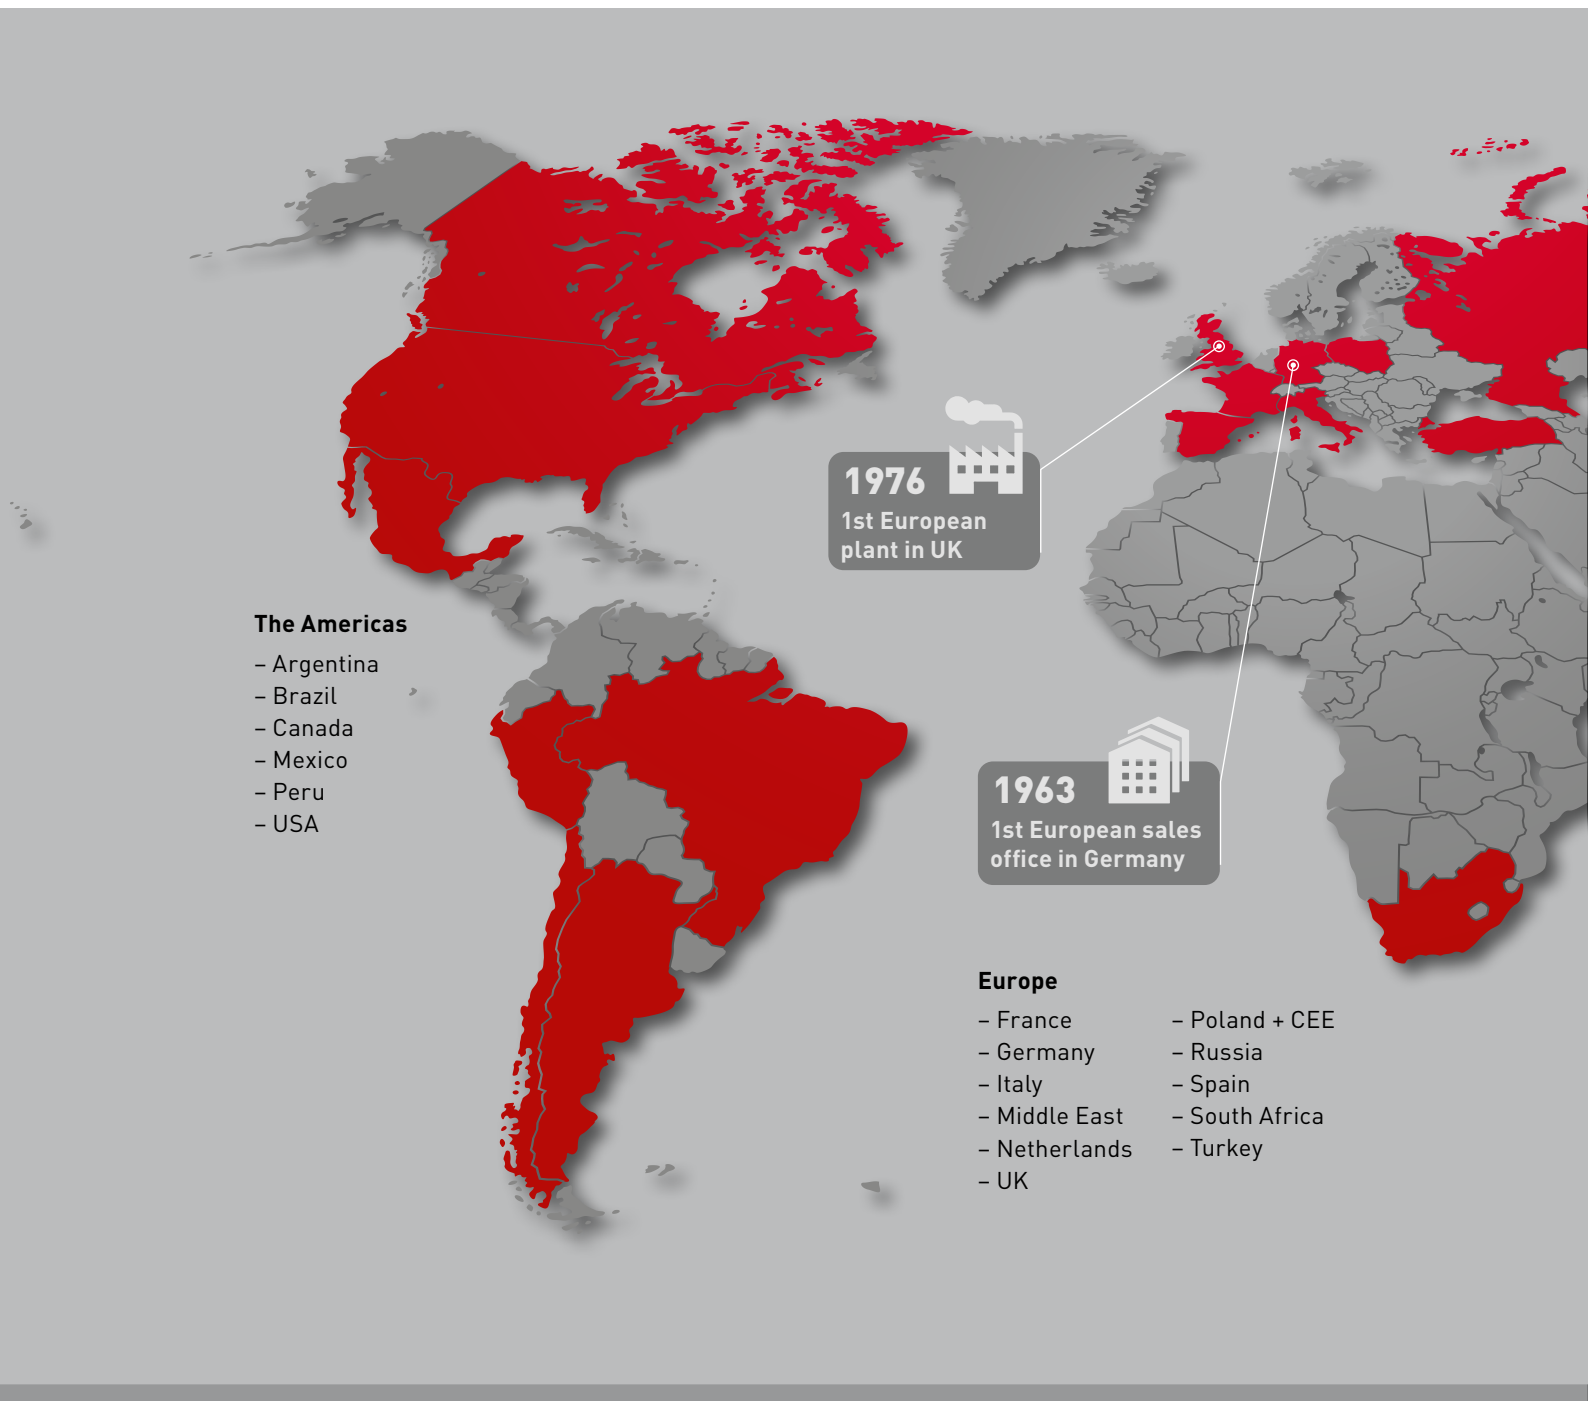 1976
1st European
plant in UK
The Americas
– Argentina
– Brazil
– Canada
– Mexico
– Peru
– USA
1963
1st European sales
office in Germany
Europe
– France
– Germany
– Italy
– Middle East
– Netherlands
– UK
– Poland + CEE
– Russia
– Spain
– South Africa
– Turkey